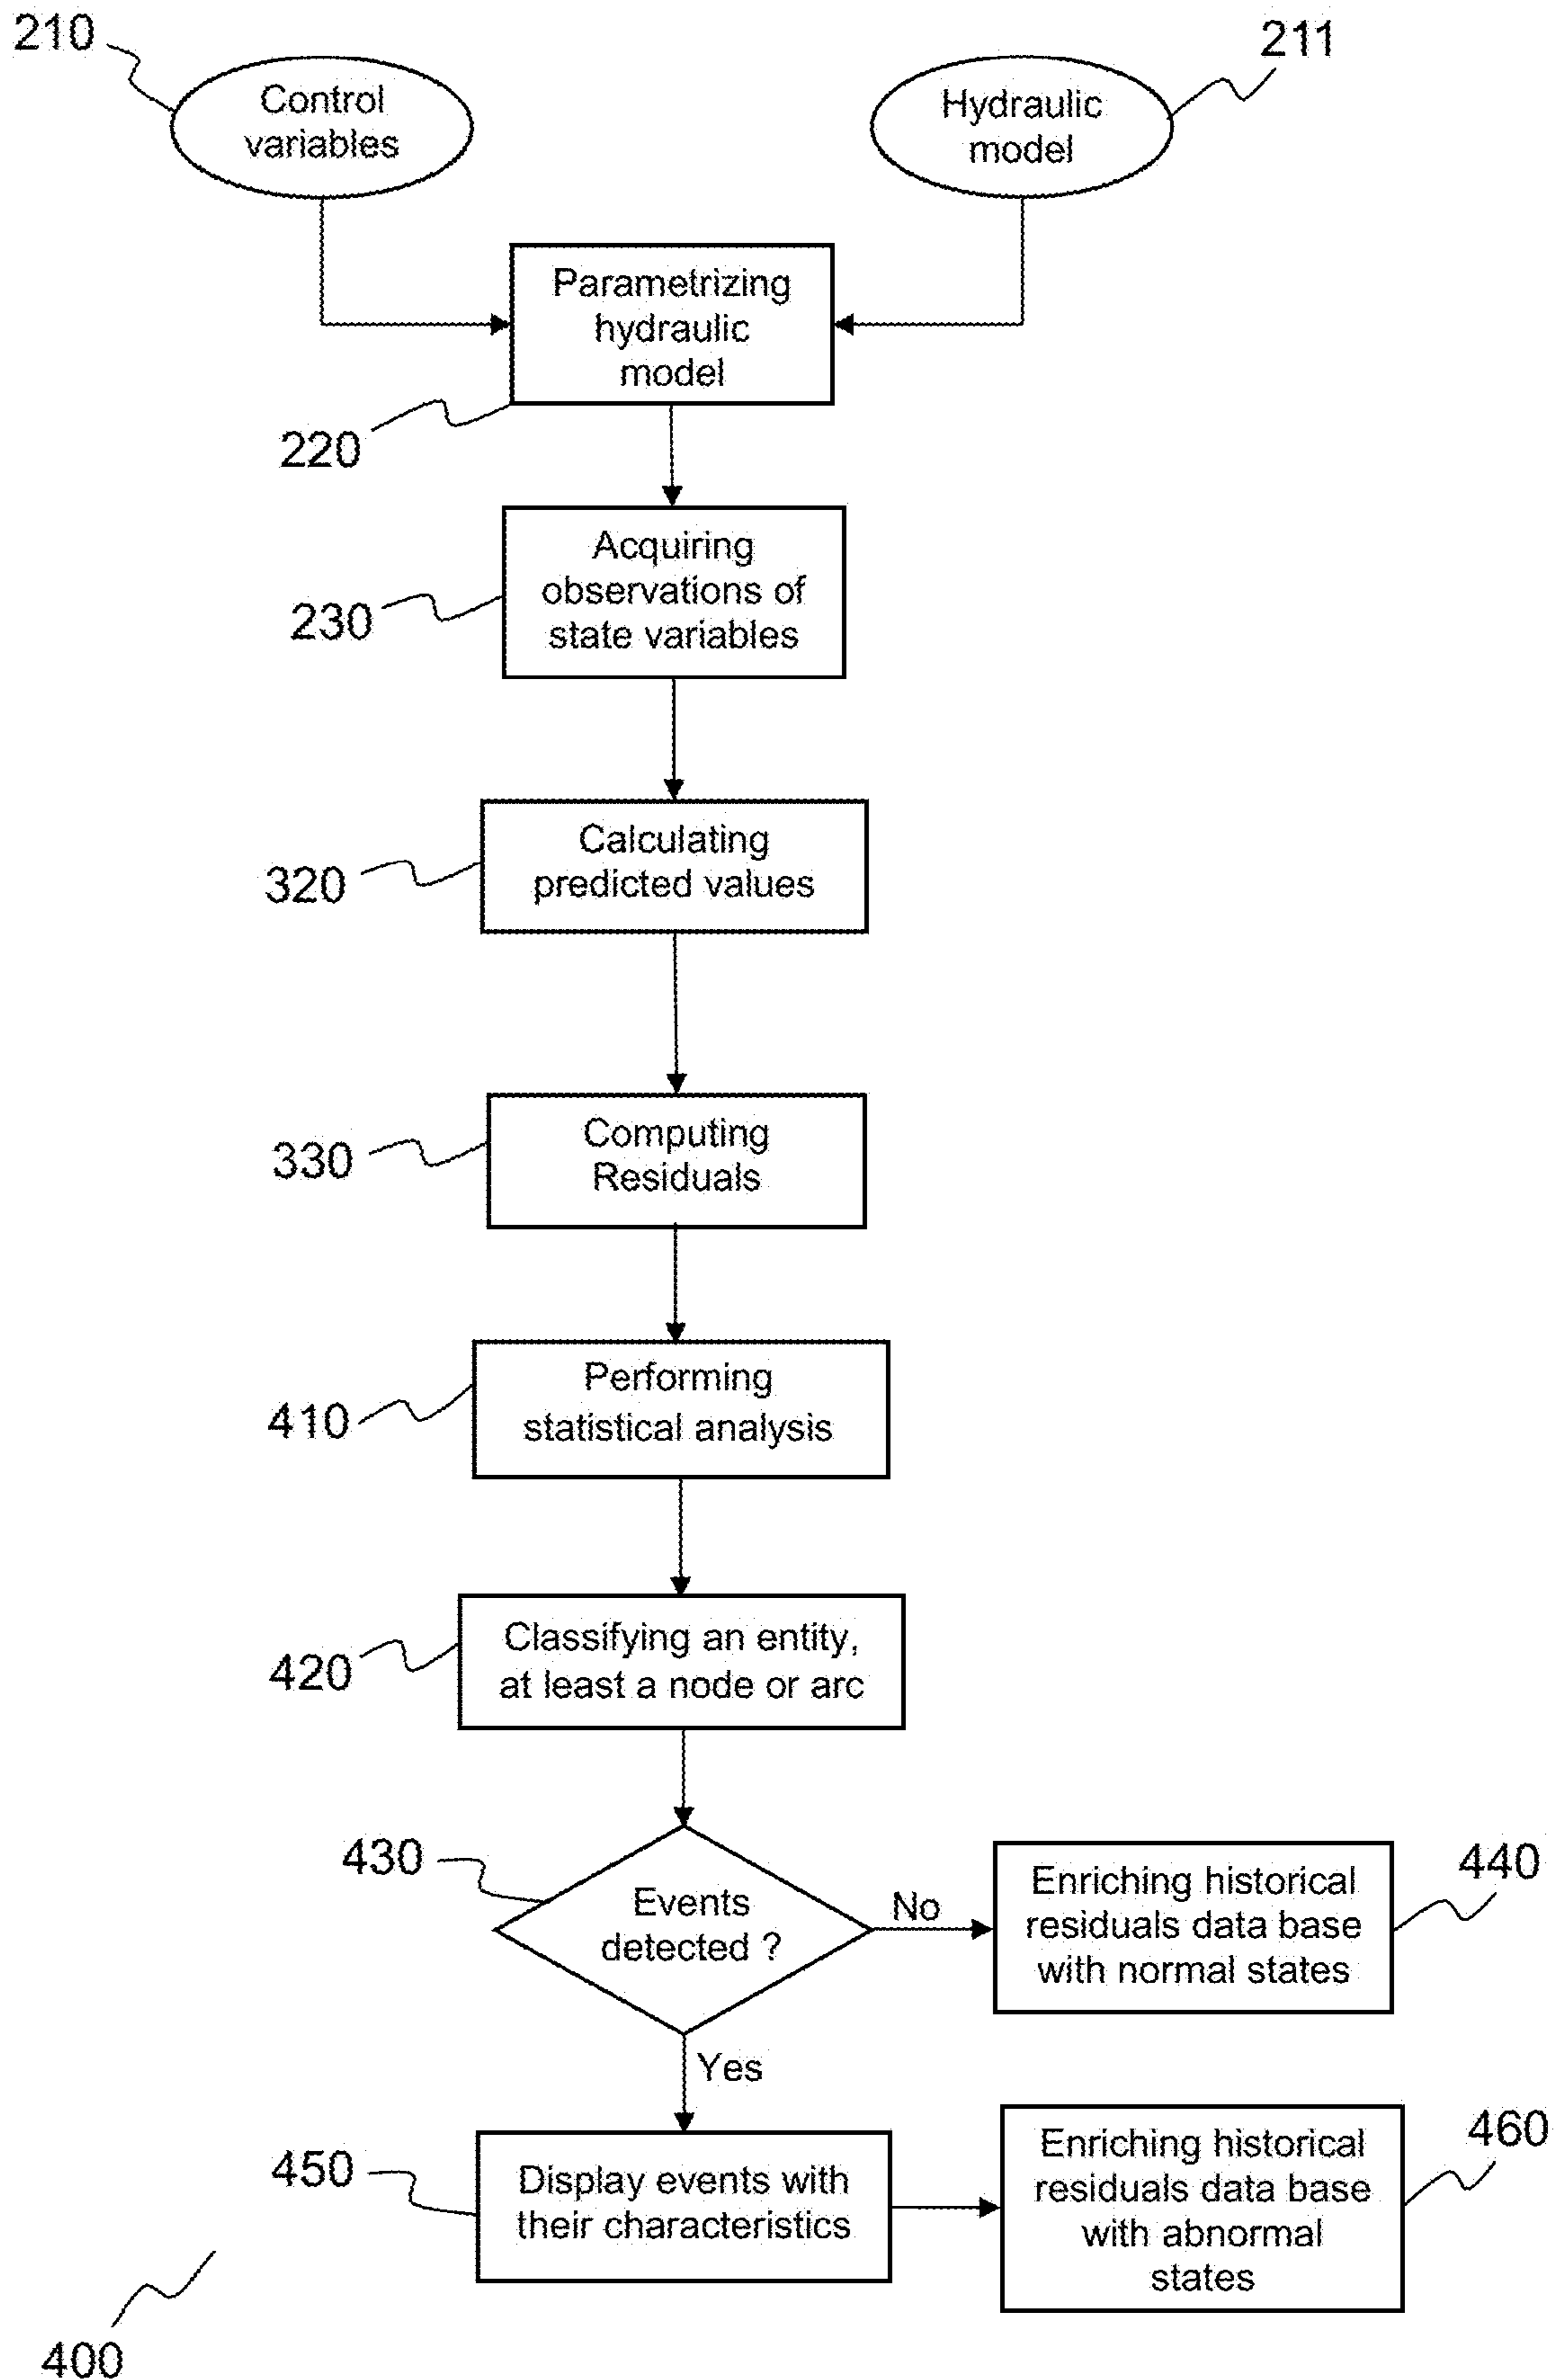 210
211
Control
variables
Hydraulic
model
Parametrizing
hydraulic
model
220
Acquiring
observations of
state variables
230
Calculating
predicted values
320
Computing
Residuals
330
Performing
statistical analysis
410
Classifying an entity,
at least a node or arc
420
430
Events
detected ?
No
Enriching historical
residuals data base
with normal states
440
Yes
450
Display events with
their characteristics
Enriching historical
residuals data base
with abnormal
states
460
400